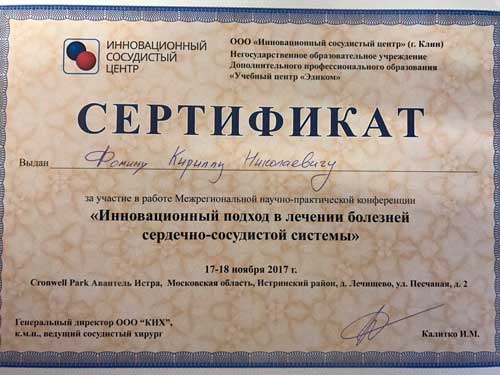 ИННОВАЦИОННЫЙ
СОСУДИСТЫЙ
ЦЕНТР
ООО «Инновационный сосудистый центр» (г. Клин)
Негосударственное образовательное учреждение
Дополнительного профессионального образования
«Учебный центр «Эдиком»
СЕРТИФИКАТ
Выдан Фомину Кириллу Николаевичу
за участие в работе Межрегиональной научно-практической конференции
«Инновационный подход в лечении болезней
сердечно-сосудистой системы»
17-18 ноября 2017 г.
Cronwell Park Авантель Истра, Московская область, Истринский район, д. Лечищево, ул. Песчаная, д. 2
Генеральный директор ООО “КИХ”,
к.м.н., ведущий сосудистый хирург
Калитко И.М.